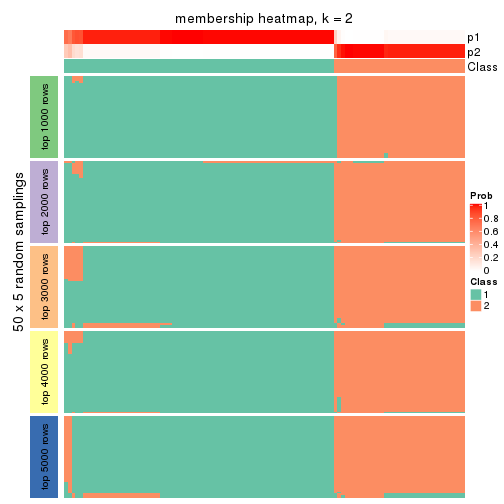 membership heatmap, k = 2
p1
p2
Class
50 x 5 random samplings
top 1000 rows
top 2000 rows
top 3000 rows
top 4000 rows
top 5000 rows
Prob
1
0.8
0.6
0.4
0.2
0
Class
1
2